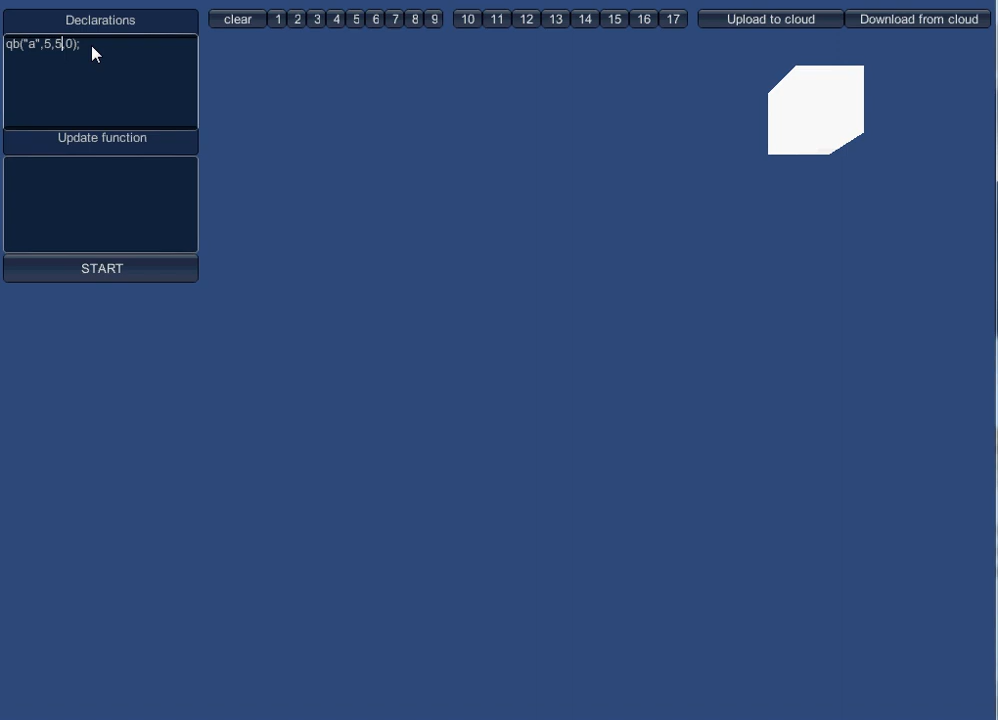 Declarations
clear 1 2 3 4 5 6 7 8 9 10 11 12 13 14 15 16 17 Upload to cloud Download from cloud
qb("a",5,5,0);
Update function
START